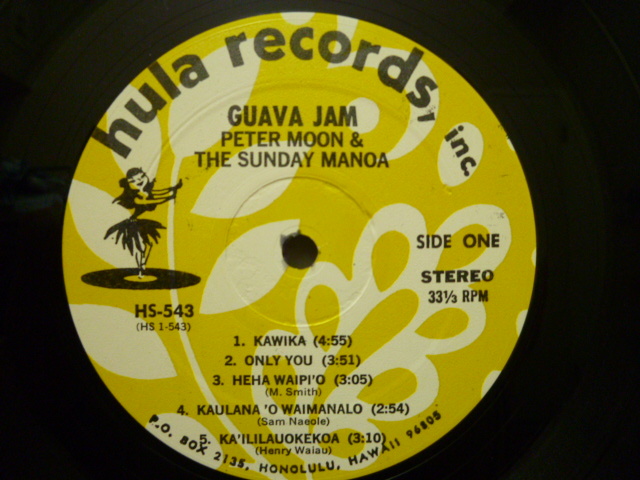 hula records, inc.
GUAVA JAM
PETER MOON &
THE SUNDAY MANOA
SIDE ONE
STEREO
33⅓ RPM
HS-543
(HS 1-543)
1. KAWIKA (4:55)
2. ONLY YOU (3:51)
3. HEHA WAIPI'O (3:05)
(M. Smith)
4. KAULANA 'O WAIMANALO (2:54)
(Sam Naeole)
5. KA'ILILAUOKEKOA (3:10)
(Henry Waiau)
P.O. BOX 2135, HONOLULU, HAWAII 96805